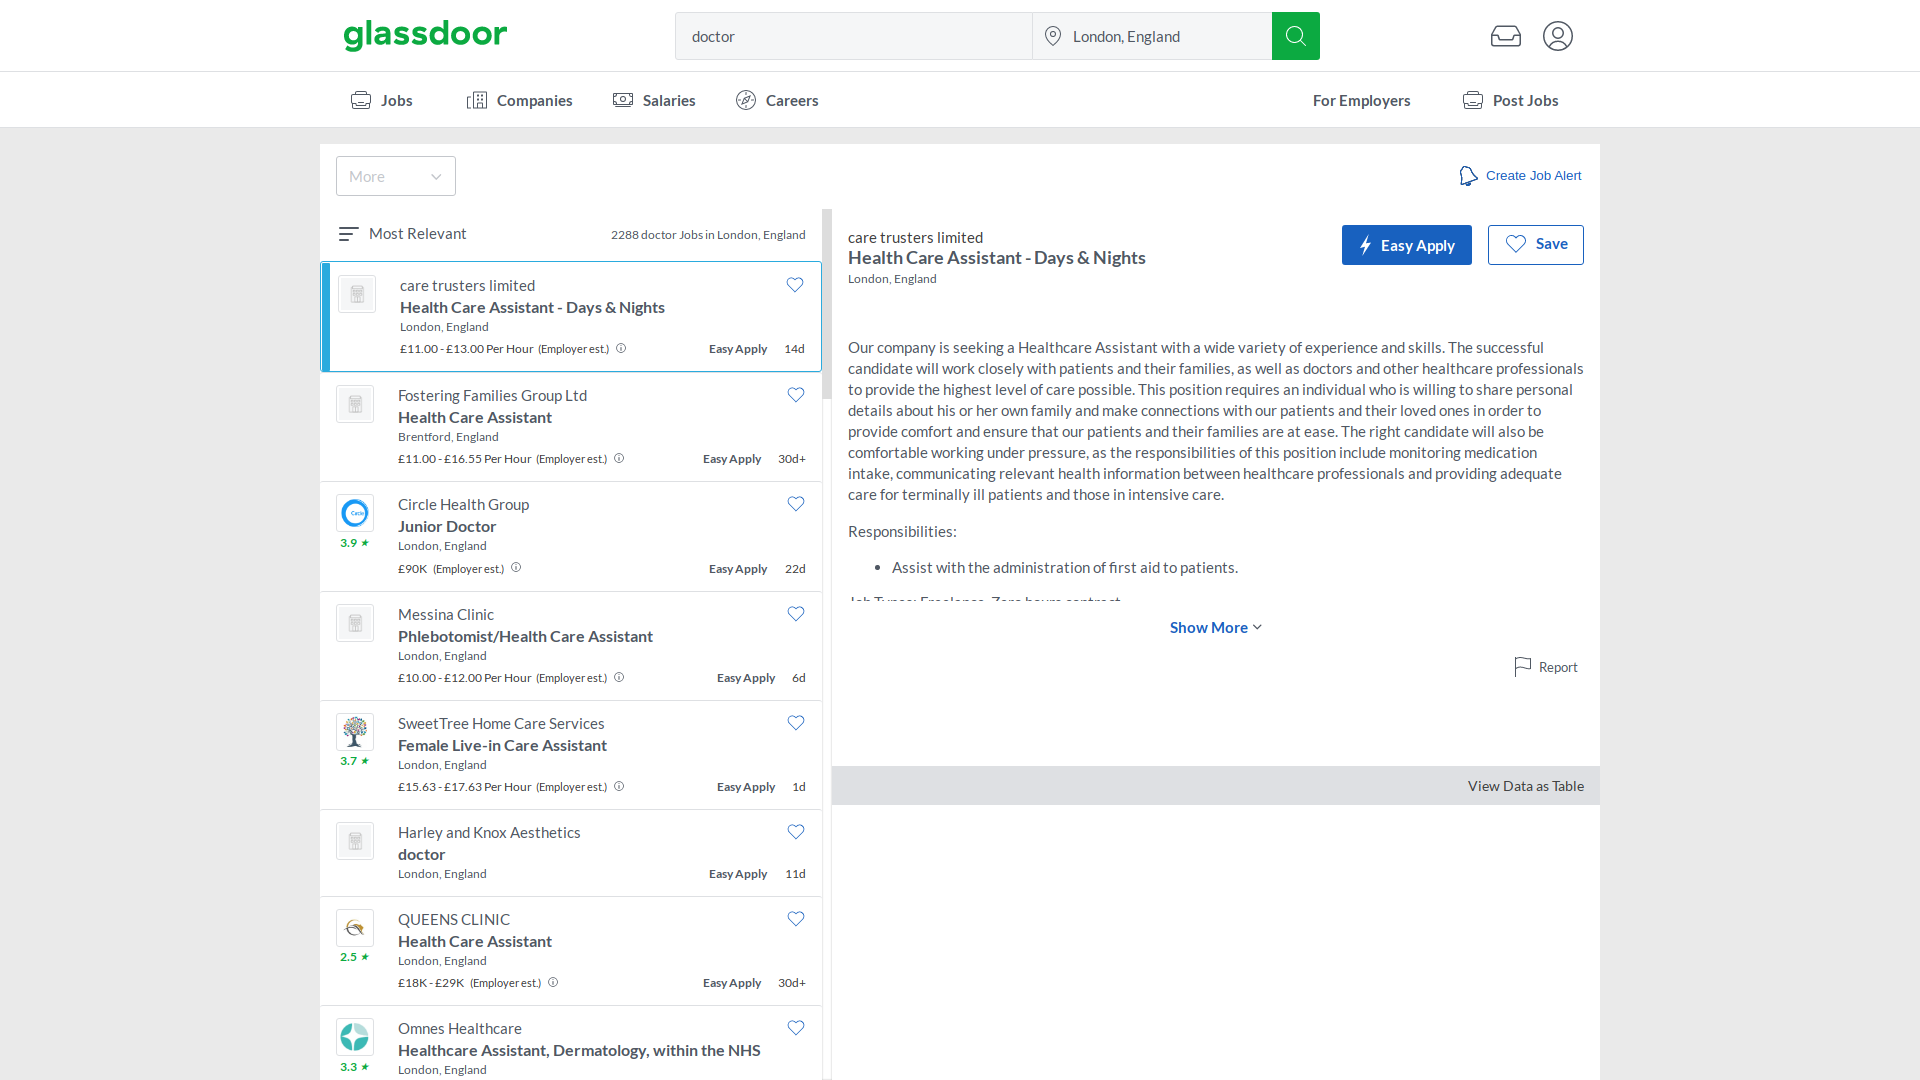 glassdoor
doctor
London, England
Jobs
Companies
Salaries
Careers
For Employers
Post Jobs
More
Create Job Alert
Most Relevant
2288 doctor Jobs in London, England
care trusters limited
Health Care Assistant - Days & Nights
London, England
£11.00 - £13.00 Per Hour (Employer est.)
Easy Apply
14d
Fostering Families Group Ltd
Health Care Assistant
Brentford, England
£11.00 - £16.55 Per Hour (Employer est.)
Easy Apply
30d+
Circle
3.9 ★
Circle Health Group
Junior Doctor
London, England
£90K (Employer est.)
Easy Apply
22d
Messina Clinic
Phlebotomist/Health Care Assistant
London, England
£10.00 - £12.00 Per Hour (Employer est.)
Easy Apply
6d
3.7 ★
SweetTree Home Care Services
Female Live-in Care Assistant
London, England
£15.63 - £17.63 Per Hour (Employer est.)
Easy Apply
1d
Harley and Knox Aesthetics
doctor
London, England
Easy Apply
11d
2.5 ★
QUEENS CLINIC
Health Care Assistant
London, England
£18K - £29K (Employer est.)
Easy Apply
30d+
3.3 ★
Omnes Healthcare
Healthcare Assistant, Dermatology, within the NHS
London, England
care trusters limited
Health Care Assistant - Days & Nights
London, England
Easy Apply
Save
Our company is seeking a Healthcare Assistant with a wide variety of experience and skills. The successful
candidate will work closely with patients and their families, as well as doctors and other healthcare professionals
to provide the highest level of care possible. This position requires an individual who is willing to share personal
details about his or her own family and make connections with our patients and their loved ones in order to
provide comfort and ensure that our patients and their families are at ease. The right candidate will also be
comfortable working under pressure, as the responsibilities of this position include monitoring medication
intake, communicating relevant health information between healthcare professionals and providing adequate
care for terminally ill patients and those in intensive care.
Responsibilities:
• Assist with the administration of first aid to patients.
Job Types: Freelance, Zero hours contract
Show More
Report
View Data as Table